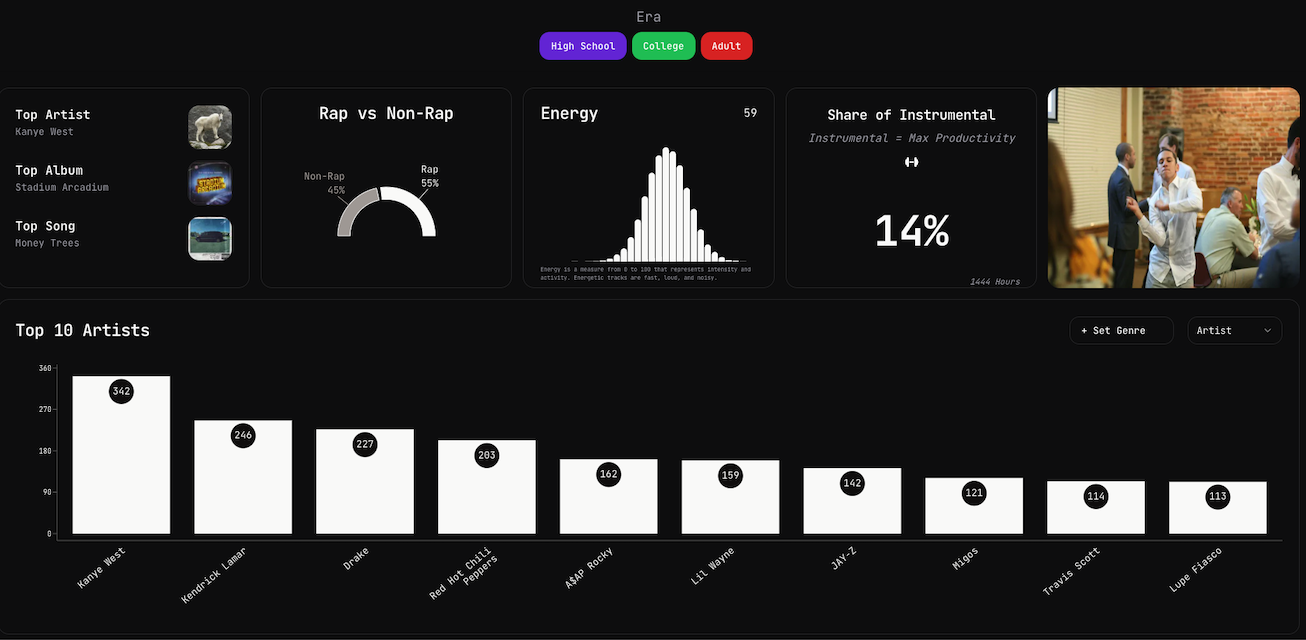 Era
High School
College
Adult
Top Artist
Kanye West
Top Album
Stadium Arcadium
Top Song
Money Trees
Rap vs Non-Rap
Non-Rap
45%
Rap
55%
Energy
59
Energy is a measure from 0 to 100 that represents intensity and
activity. Energetic tracks are fast, loud, and noisy.
Share of Instrumental
Instrumental = Max Productivity
14%
1444 Hours
Top 10 Artists
+ Set Genre
Artist
360
270
180
90
0
342
246
227
203
162
159
142
121
114
113
Kanye West
Kendrick Lamar
Drake
Red Hot Chili
Peppers
A$AP Rocky
Lil Wayne
JAY-Z
Migos
Travis Scott
Lupe Fiasco